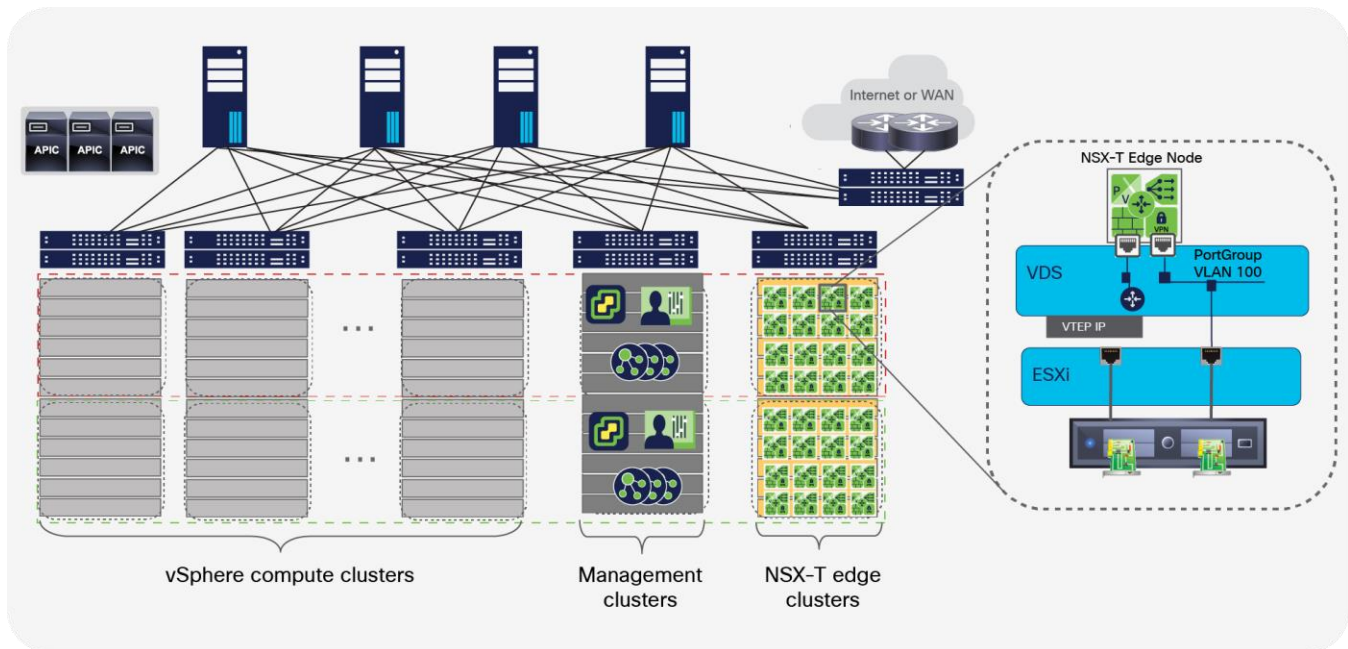 Internet or WAN
APIC
APIC
APIC
NSX-T Edge Node
P
V
VPN
PortGroup
VLAN 100
VDS
VTEP IP
ESXi
...
...
vSphere compute clusters
Management
clusters
NSX-T edge
clusters